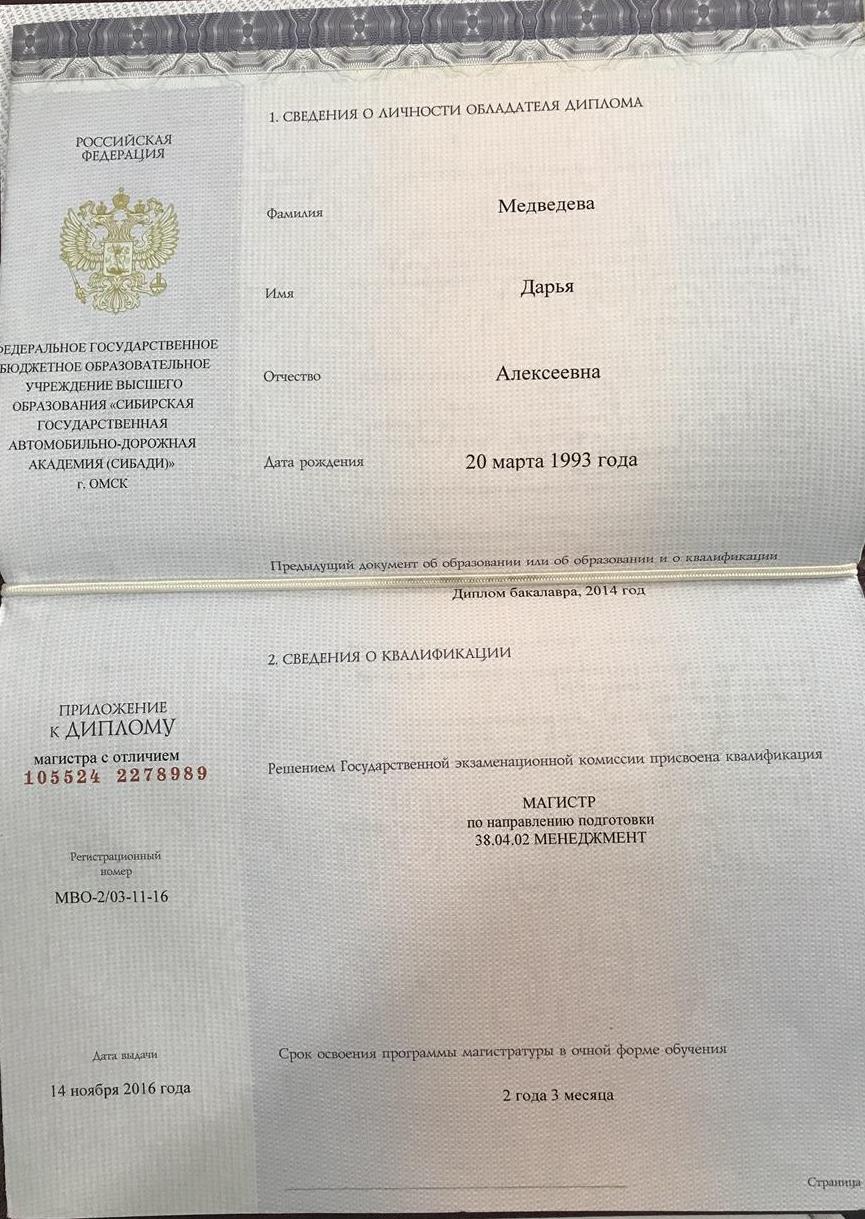 РОССИЙСКАЯ
ФЕДЕРАЦИЯ
ФЕДЕРАЛЬНОЕ ГОСУДАРСТВЕННОЕ
БЮДЖЕТНОЕ ОБРАЗОВАТЕЛЬНОЕ
УЧРЕЖДЕНИЕ ВЫСШЕГО
ОБРАЗОВАНИЯ «СИБИРСКАЯ
ГОСУДАРСТВЕННАЯ
АВТОМОБИЛЬНО-ДОРОЖНАЯ
АКАДЕМИЯ (СИБАДИ)»
г. ОМСК
1. СВЕДЕНИЯ О ЛИЧНОСТИ ОБЛАДАТЕЛЯ ДИПЛОМА
Фамилия Медведева
Имя Дарья
Отчество Алексеевна
Дата рождения 20 марта 1993 года
Предыдущий документ об образовании или об образовании и о квалификации
Диплом бакалавра, 2014 год
ПРИЛОЖЕНИЕ
к ДИПЛОМУ
магистра с отличием
105524 2278989
Регистрационный
номер
МВО-2/03-11-16
Дата выдачи
14 ноября 2016 года
2. СВЕДЕНИЯ О КВАЛИФИКАЦИИ
Решением Государственной экзаменационной комиссии присвоена квалификация
МАГИСТР
по направлению подготовки
38.04.02 МЕНЕДЖМЕНТ
Срок освоения программы магистратуры в очной форме обучения
2 года 3 месяца
Страница